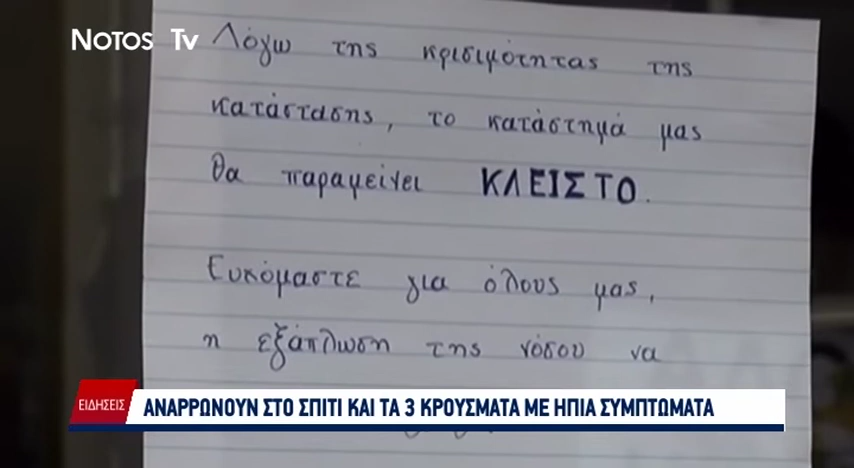 NOTOS TV
Λόγω της κρισιμότητας της
κατάστασης, το κατάστημά μας
θα παραμείνει ΚΛΕΙΣΤΟ.
Ευχόμαστε για όλους μας,
η εξάπλωση της νόσου να
ΕΙΔΗΣΕΙΣ
ΑΝΑΡΡΩΝΟΥΝ ΣΤΟ ΣΠΙΤΙ ΚΑΙ ΤΑ 3 ΚΡΟΥΣΜΑΤΑ ΜΕ ΗΠΙΑ ΣΥΜΠΤΩΜΑΤΑ